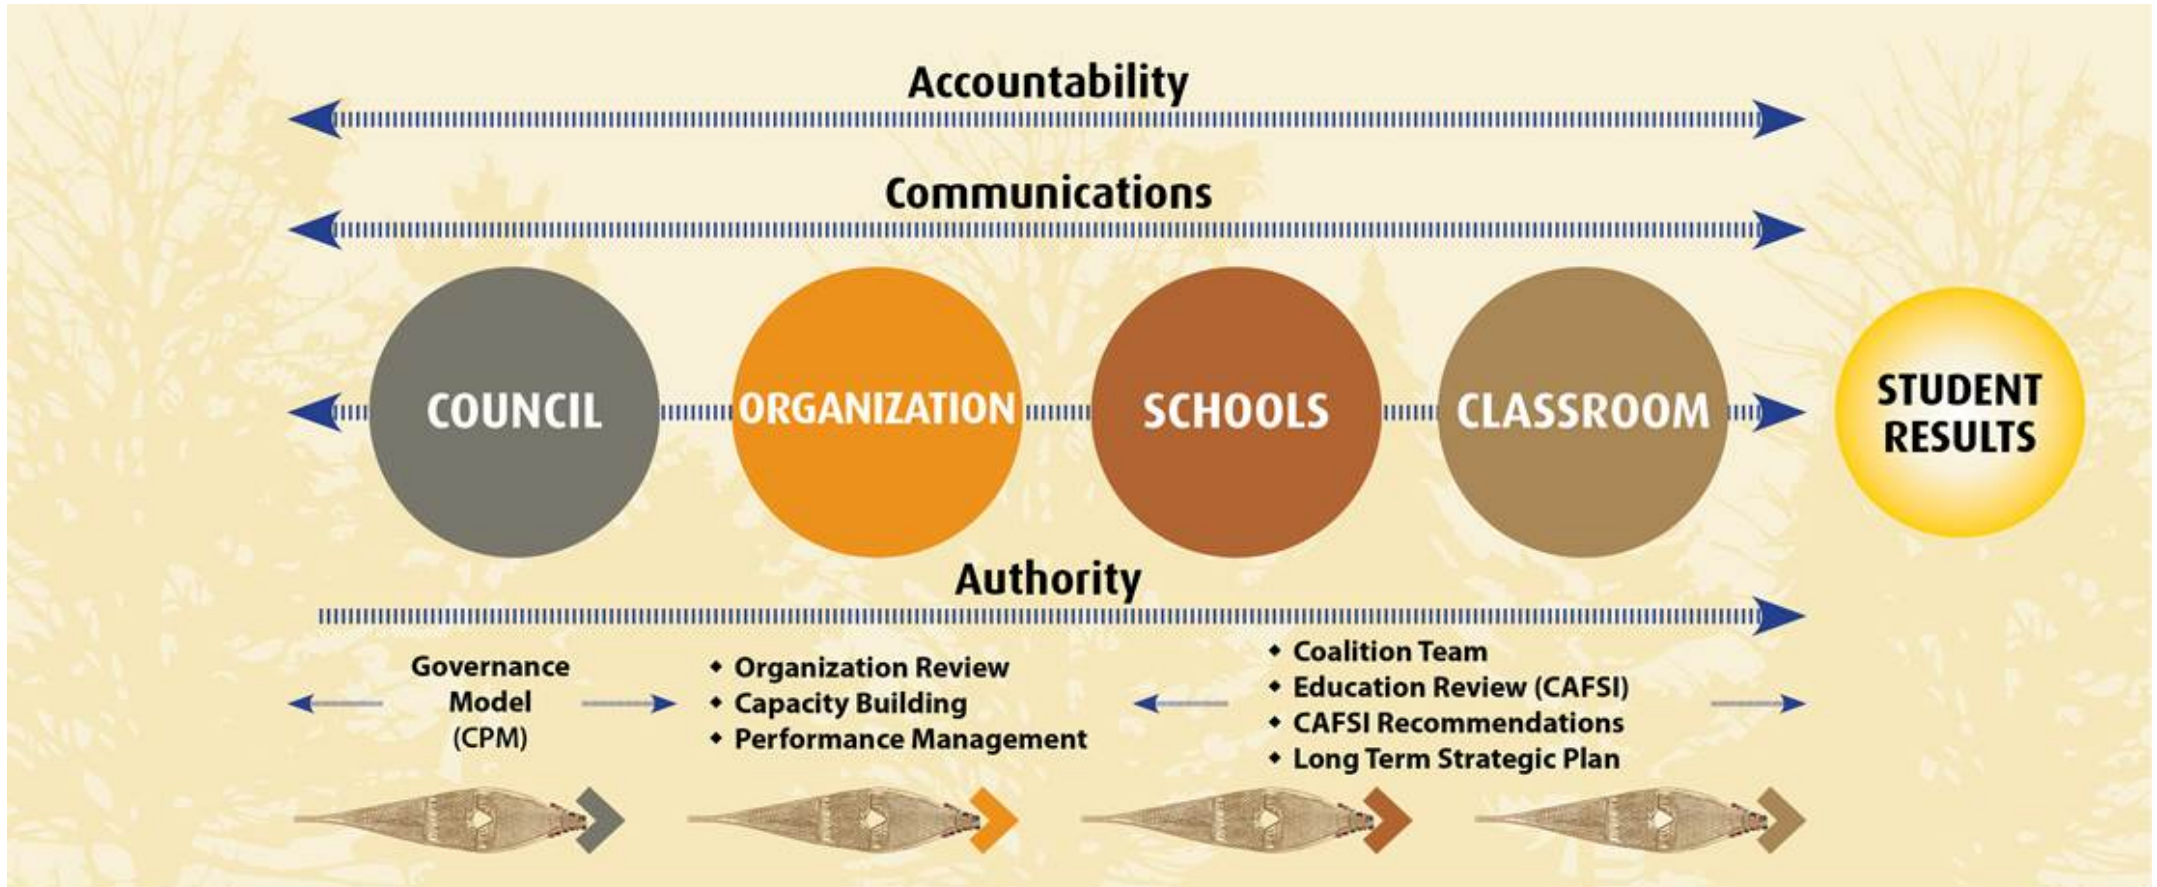 Accountability
Communications
COUNCIL
ORGANIZATION
SCHOOLS
CLASSROOM
STUDENT
RESULTS
Authority
Governance
Model
(CPM)
◆ Organization Review
◆ Capacity Building
◆ Performance Management
◆ Coalition Team
◆ Education Review (CAFSI)
◆ CAFSI Recommendations
◆ Long Term Strategic Plan